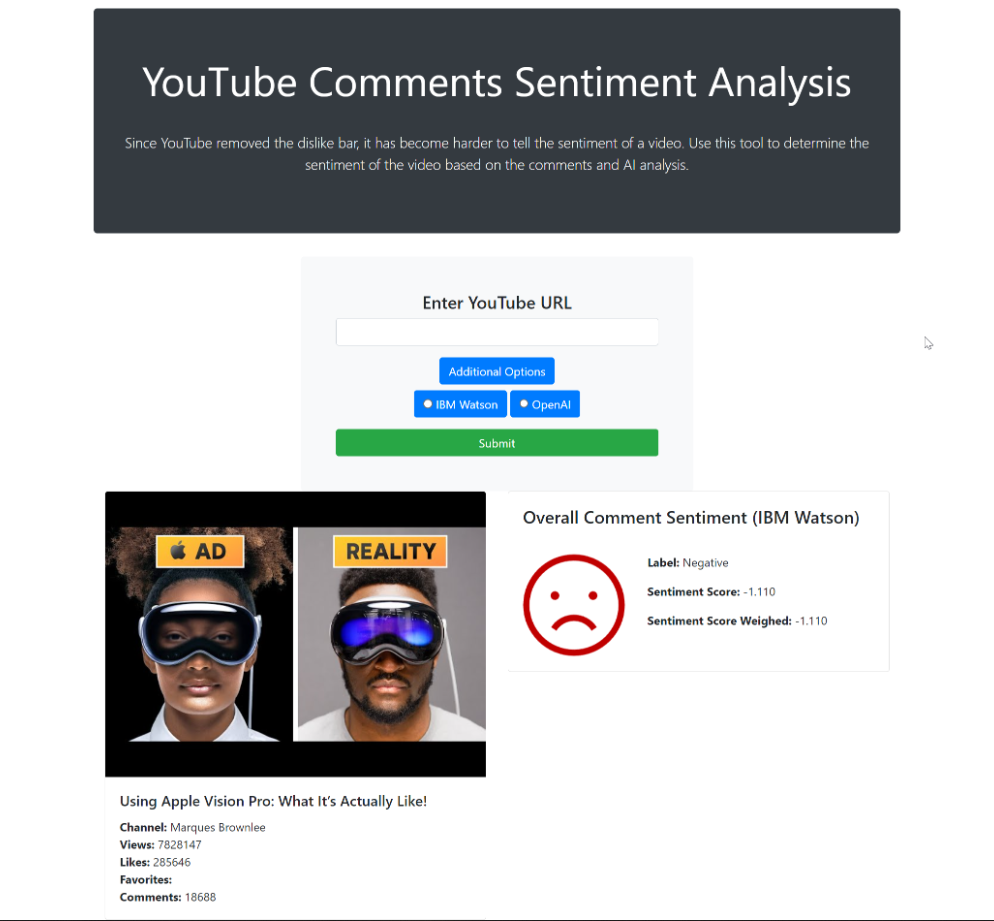 YouTube Comments Sentiment Analysis
Since YouTube removed the dislike bar, it has become harder to tell the sentiment of a video. Use this tool to determine the
sentiment of the video based on the comments and AI analysis.
Enter YouTube URL
Additional Options
IBM Watson OpenAI
Submit
AD
REALITY
Using Apple Vision Pro: What It's Actually Like!
Channel: Marques Brownlee
Views: 7828147
Likes: 285646
Favorites:
Comments: 18688
Overall Comment Sentiment (IBM Watson)
Label: Negative
Sentiment Score: -1.110
Sentiment Score Weighed: -1.110